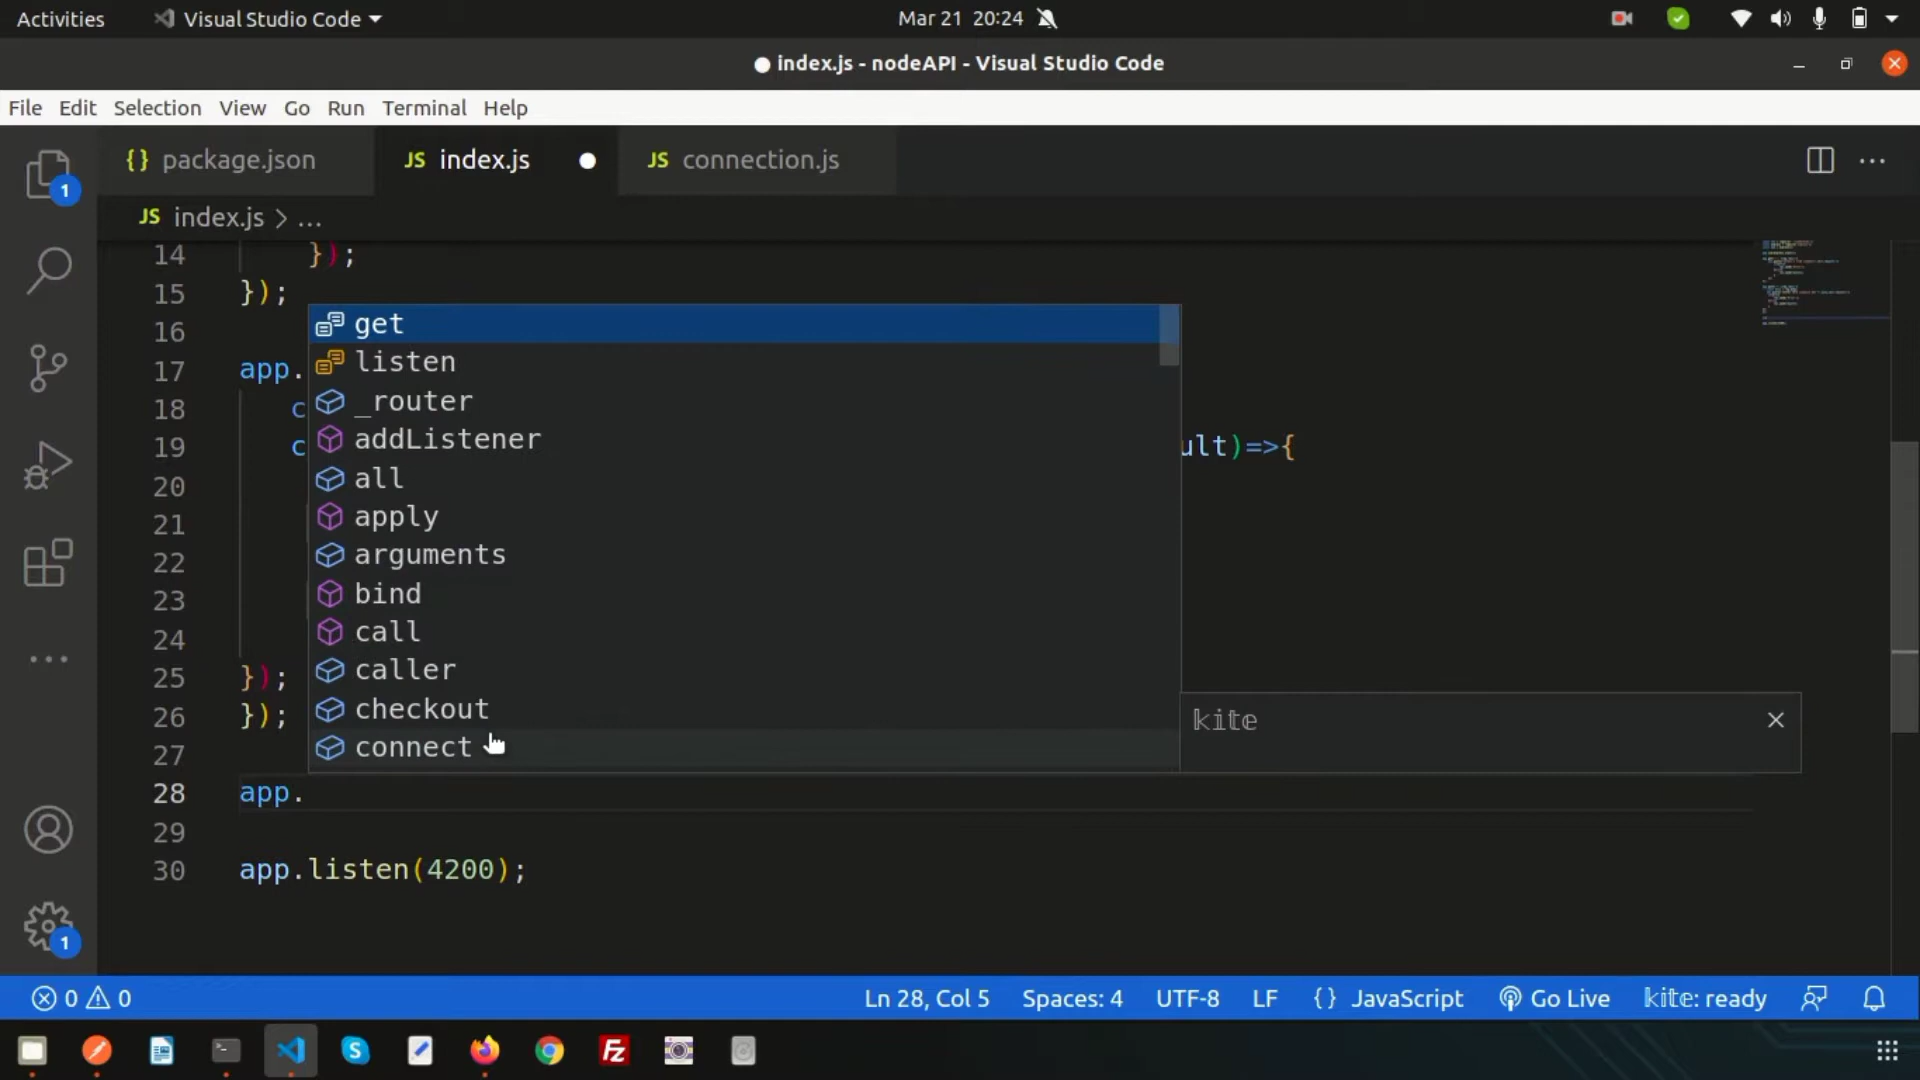 Activities Visual Studio Code Mar 21 20:24
index.js - nodeAPI - Visual Studio Code
File Edit Selection View Go Run Terminal Help
{} package.json JS index.js JS connection.js
JS index.js > ...
14 });
15 });
16
17 app.
18 c
19 c ult)=>{
20
21
22
23
24
25 });
26 });
27
28 app.
29
30 app.listen(4200);
get
listen
_router
addListener
all
apply
arguments
bind
call
caller
checkout
connect
kite
1
1
0 0 Ln 28, Col 5 Spaces: 4 UTF-8 LF {} JavaScript Go Live kite: ready